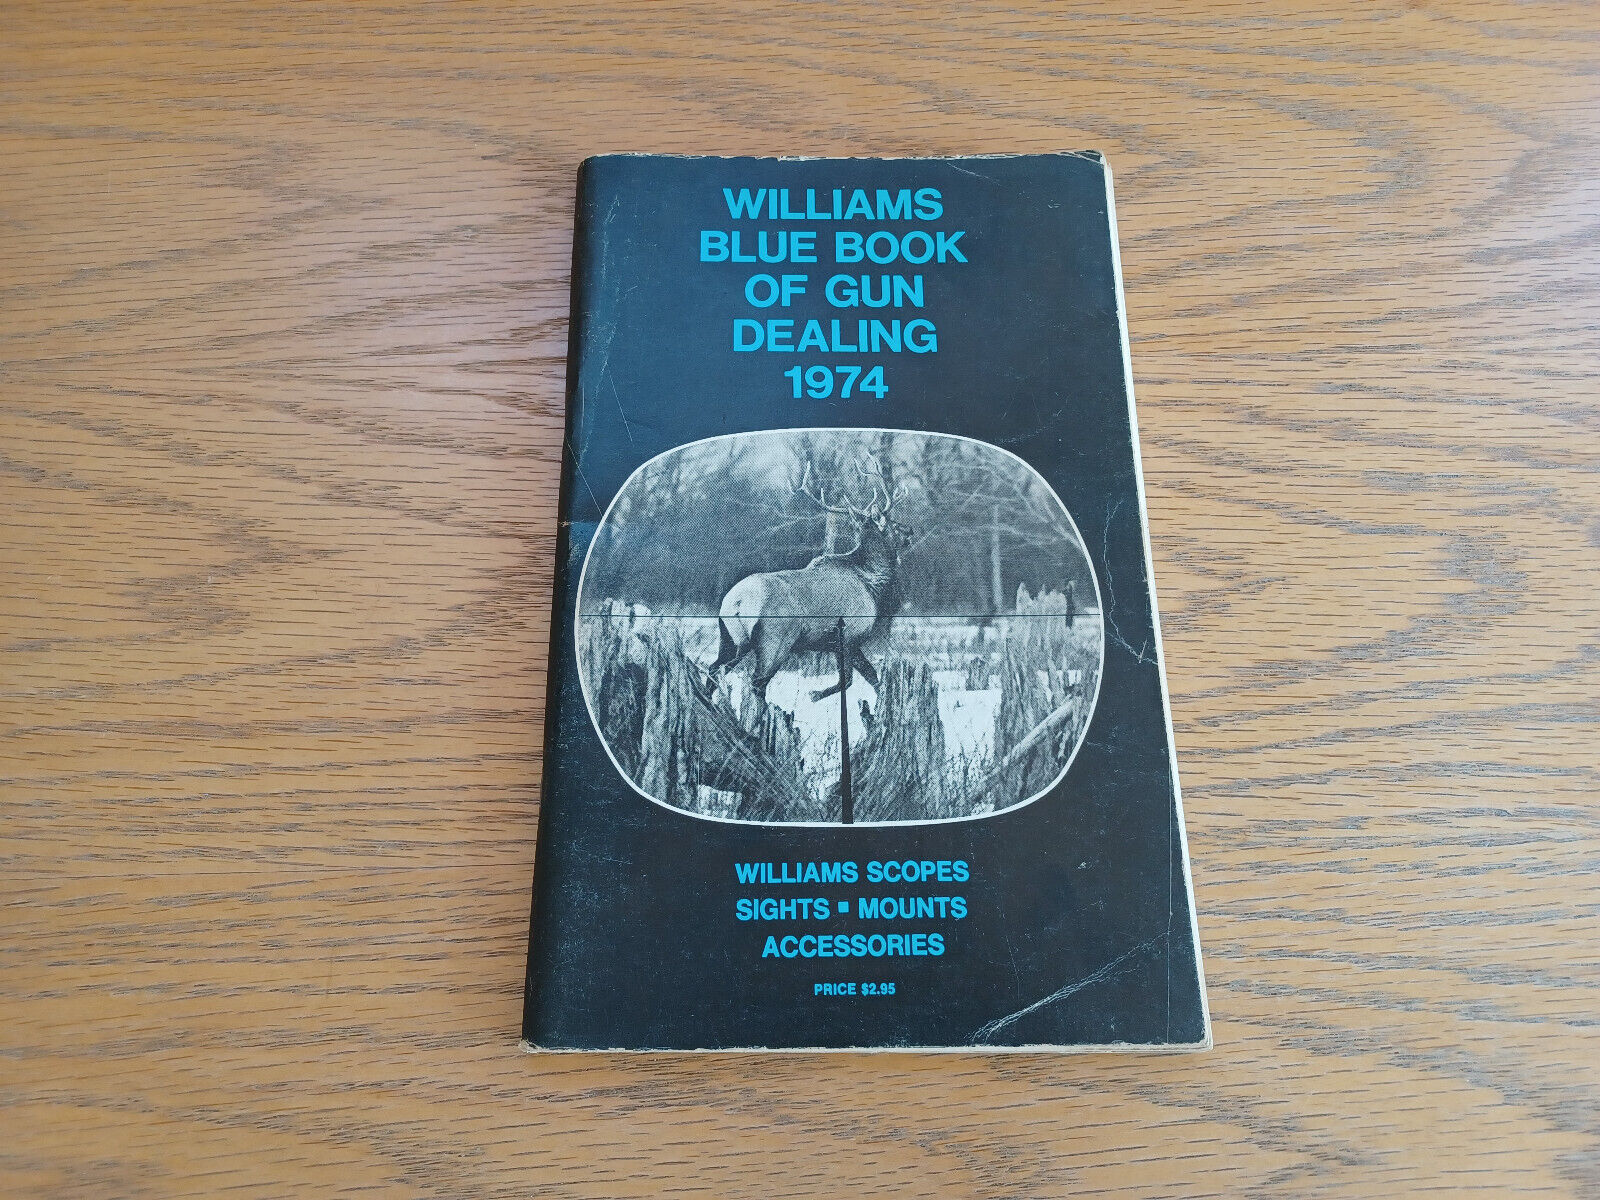 WILLIAMS
BLUE BOOK
OF GUN
DEALING
1974
WILLIAMS SCOPES
SIGHTS ▪ MOUNTS
ACCESSORIES
PRICE $2.95